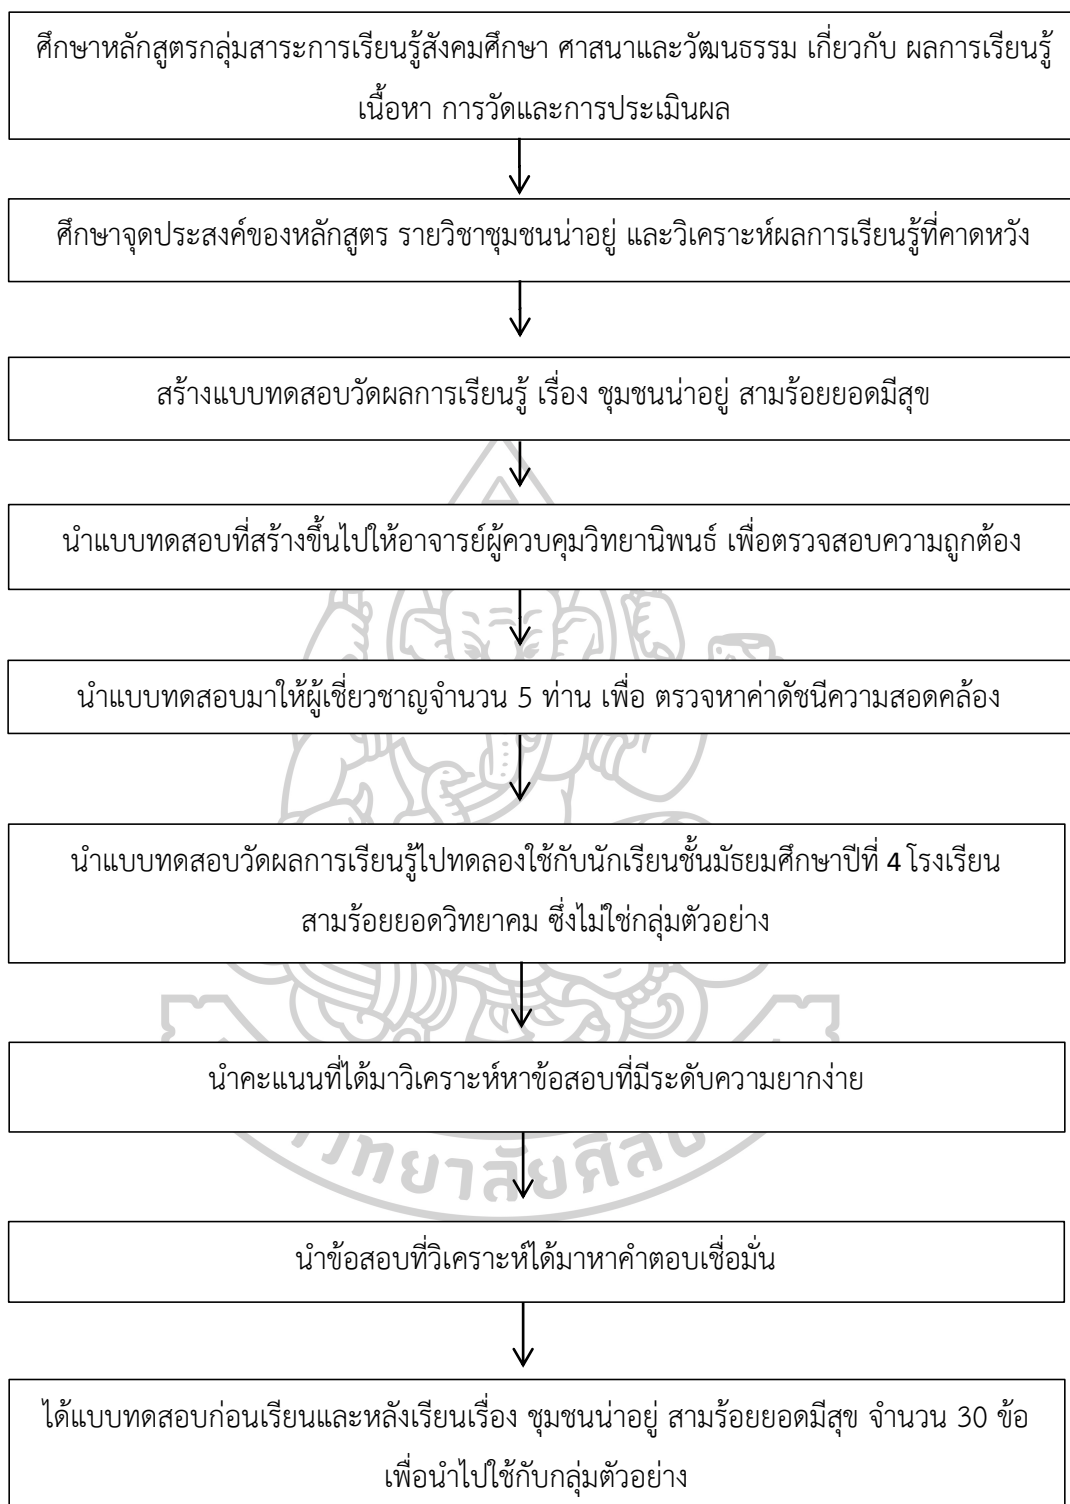 ศึกษาหลักสูตรกลุ่มสาระการเรียนรู้สังคมศึกษา ศาสนาและวัฒนธรรม เกี่ยวกับ ผลการเรียนรู้
เนื้อหา การวัดและการประเมินผล
ศึกษาจุดประสงค์ของหลักสูตร รายวิชาชุมชนน่าอยู่ และวิเคราะห์ผลการเรียนรู้ที่คาดหวัง
สร้างแบบทดสอบวัดผลการเรียนรู้ เรื่อง ชุมชนน่าอยู่ สามร้อยยอดมีสุข
นำแบบทดสอบที่สร้างขึ้นไปให้อาจารย์ผู้ควบคุมวิทยานิพนธ์ เพื่อตรวจสอบความถูกต้อง
นำแบบทดสอบมาให้ผู้เชี่ยวชาญจำนวน 5 ท่าน เพื่อ ตรวจหาค่าดัชนีความสอดคล้อง
นำแบบทดสอบวัดผลการเรียนรู้ไปทดลองใช้กับนักเรียนชั้นมัธยมศึกษาปีที่ 4 โรงเรียน
สามร้อยยอดวิทยาคม ซึ่งไม่ใช่กลุ่มตัวอย่าง
นำคะแนนที่ได้มาวิเคราะห์หาข้อสอบที่มีระดับความยากง่าย
วิทยาลัยศิลป
นำข้อสอบที่วิเคราะห์ได้มาหาคำตอบเชื่อมั่น
ได้แบบทดสอบก่อนเรียนและหลังเรียนเรื่อง ชุมชนน่าอยู่ สามร้อยยอดมีสุข จำนวน 30 ข้อ
เพื่อนำไปใช้กับกลุ่มตัวอย่าง